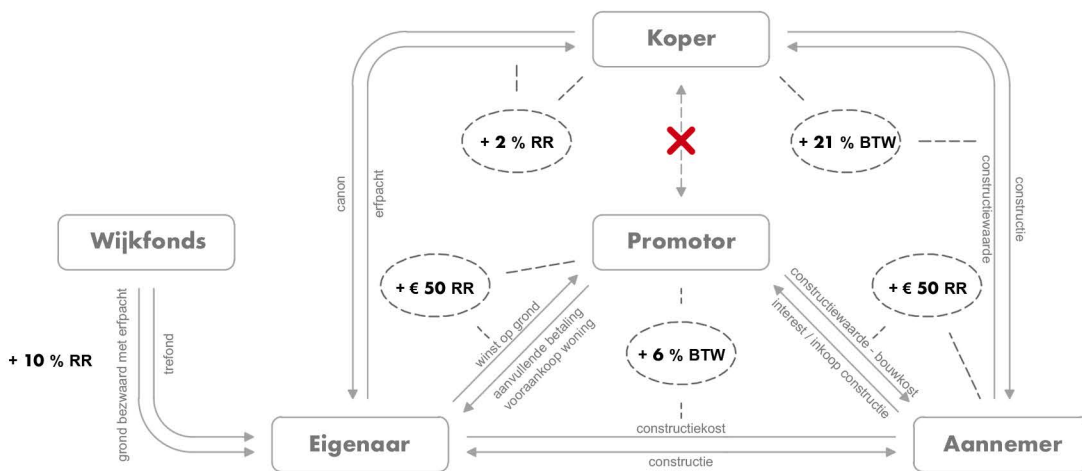 Koper
+ 2 % RR
+ 21 % BTW
canon
erfpacht
constructiewaarde
constructie
Wijkfonds
Promotor
+ € 50 RR
+ € 50 RR
winst op grond
aanvullende betaling
vooraankoop woning
constructiewaarde - bouwkost
interest / inkoop constructie
+ 6 % BTW
+ 10 % RR
grond bezwaard met erfpacht
trefond
Eigenaar
constructiekost
constructie
Aannemer